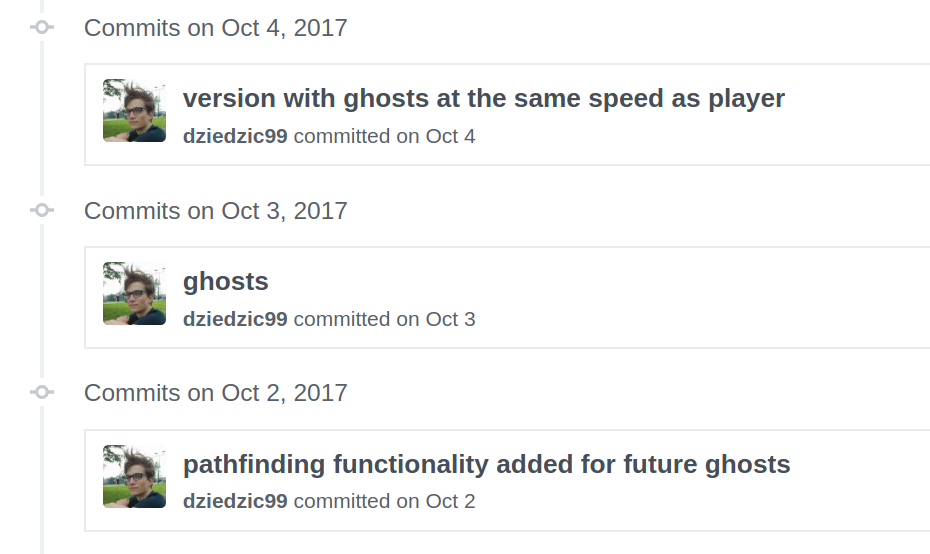 Commits on Oct 4, 2017
version with ghosts at the same speed as player
dziedzic99 committed on Oct 4
Commits on Oct 3, 2017
ghosts
dziedzic99 committed on Oct 3
Commits on Oct 2, 2017
pathfinding functionality added for future ghosts
dziedzic99 committed on Oct 2